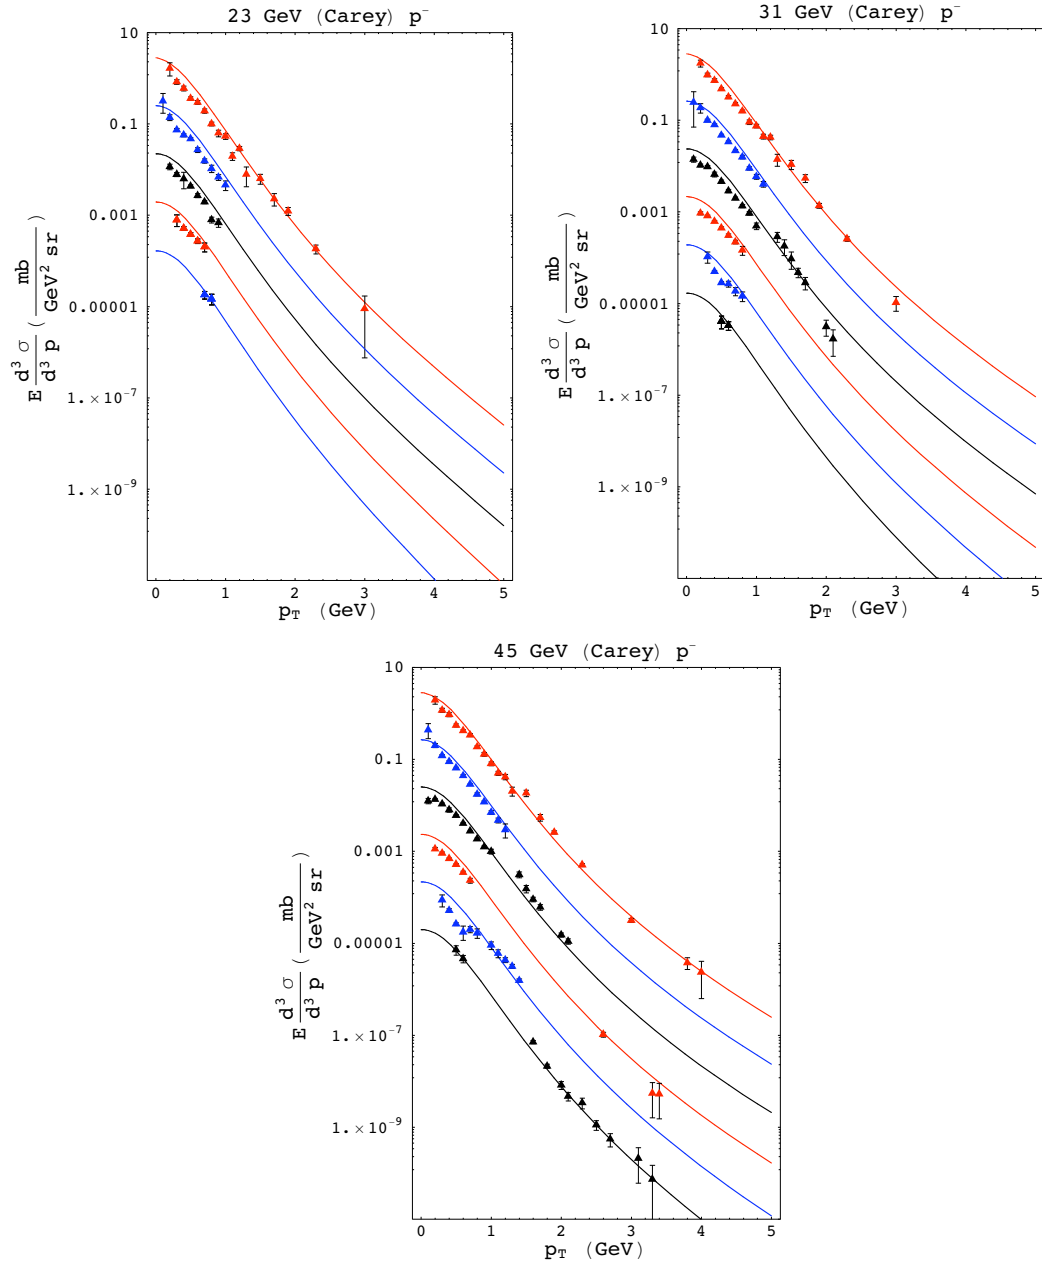 23 GeV (Carey) p⁻
10
0.1
0.001
0.00001
1.×10⁻⁷
1.×10⁻⁹
E d³σ/d³p ( mb/GeV² sr )
0 1 2 3 4 5
p_T (GeV)
31 GeV (Carey) p⁻
10
0.1
0.001
0.00001
1.×10⁻⁷
1.×10⁻⁹
E d³σ/d³p ( mb/GeV² sr )
0 1 2 3 4 5
p_T (GeV)
45 GeV (Carey) p⁻
10
0.1
0.001
0.00001
1.×10⁻⁷
1.×10⁻⁹
E d³σ/d³p ( mb/GeV² sr )
0 1 2 3 4 5
p_T (GeV)